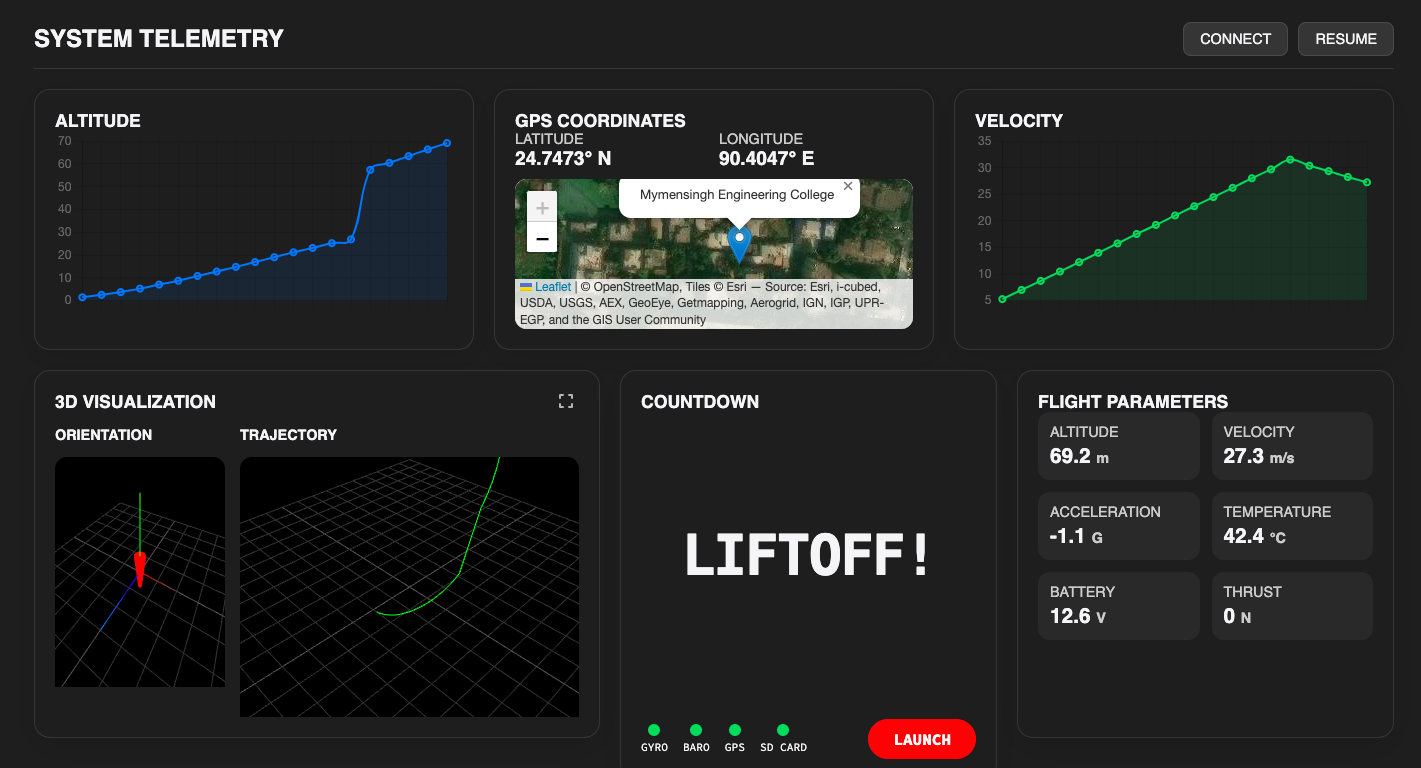 SYSTEM TELEMETRY
CONNECT
RESUME
ALTITUDE
70
60
50
40
30
20
10
0
GPS COORDINATES
LATITUDE
LONGITUDE
24.7473° N
90.4047° E
Mymensingh Engineering College
×
+
−
Leaflet | © OpenStreetMap, Tiles © Esri — Source: Esri, i-cubed,
USDA, USGS, AEX, GeoEye, Getmapping, Aerogrid, IGN, IGP, UPR-
EGP, and the GIS User Community
VELOCITY
35
30
25
20
15
10
5
3D VISUALIZATION
ORIENTATION
TRAJECTORY
COUNTDOWN
LIFTOFF!
GYRO
BARO
GPS
SD CARD
LAUNCH
FLIGHT PARAMETERS
ALTITUDE
69.2 m
VELOCITY
27.3 m/s
ACCELERATION
-1.1 G
TEMPERATURE
42.4 °C
BATTERY
12.6 V
THRUST
0 N